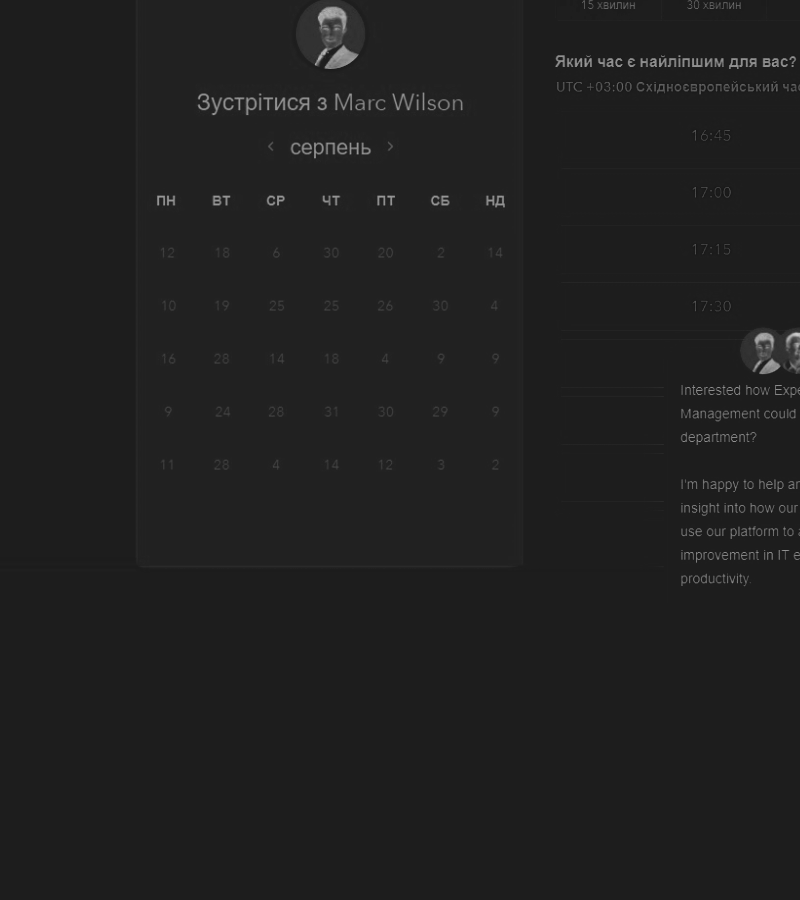 Зустрітися з Marc Wilson
‹ серпень ›
ПН ВТ СР ЧТ ПТ СБ НД
12 18 6 30 20 2 14
10 19 25 25 26 30 4
16 28 14 18 4 9 9
9 24 28 31 30 29 9
11 28 4 14 12 3 2
15 хвилин 30 хвилин
Який час є найліпшим для вас?
UTC +03:00 Східноєвропейський час
16:45
17:00
17:15
17:30
Interested how Expe
Management could
department?
I'm happy to help an
insight into how our
use our platform to a
improvement in IT e
productivity.